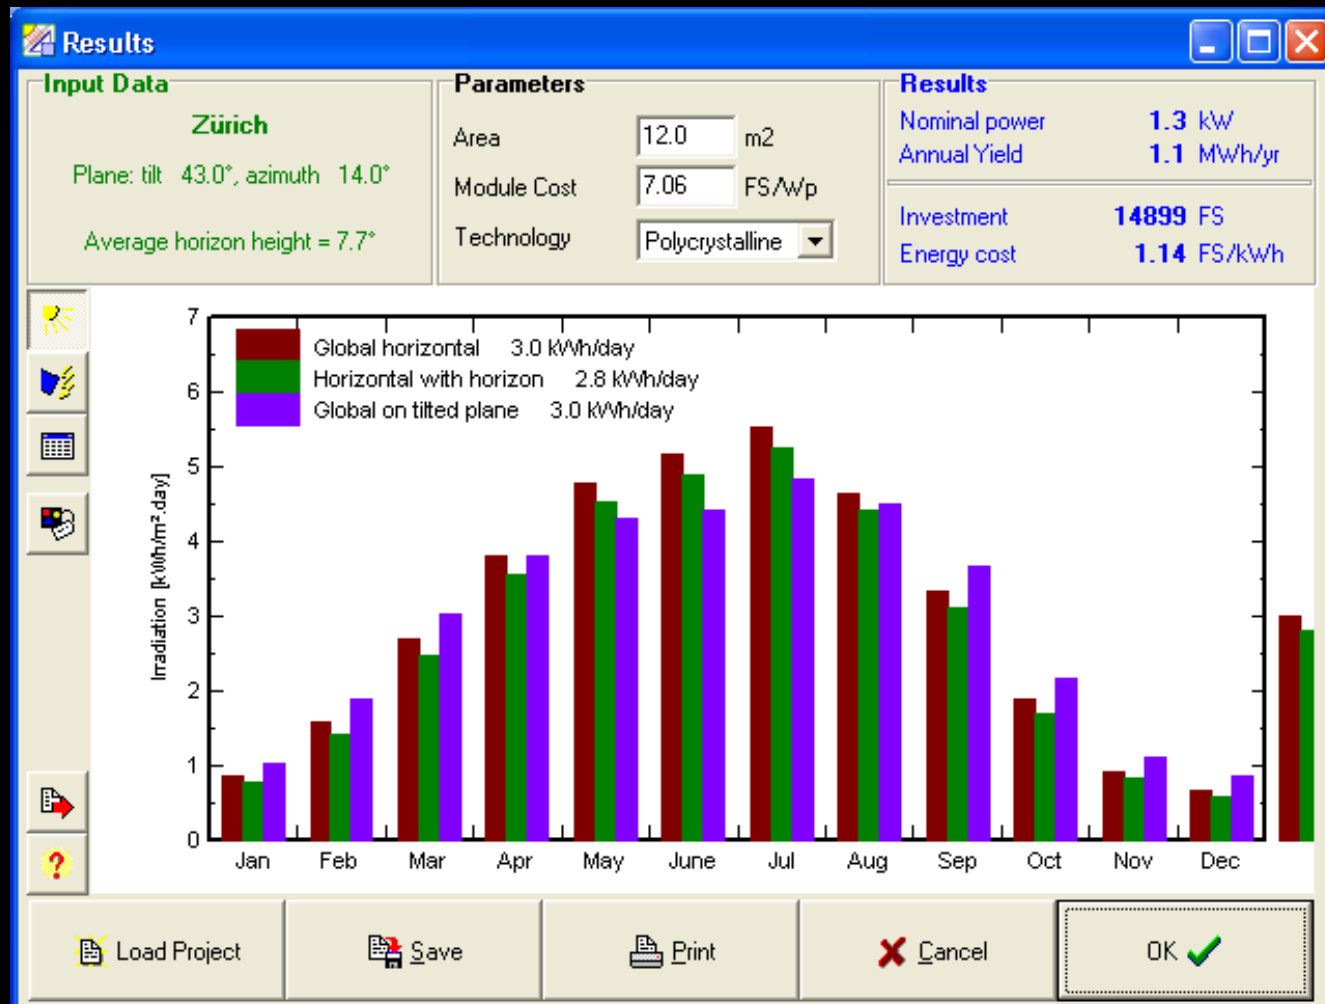 Results
Input Data
Zürich
Plane: tilt 43.0°, azimuth 14.0°
Average horizon height = 7.7°
Parameters
Area 12.0 m2
Module Cost 7.06 FS/Wp
Technology Polycrystalline
Results
Nominal power 1.3 kW
Annual Yield 1.1 MWh/yr
Investment 14899 FS
Energy cost 1.14 FS/kWh
Global horizontal 3.0 kWh/day
Horizontal with horizon 2.8 kWh/day
Global on tilted plane 3.0 kWh/day
Irradiation [kWh/m².day]
7
6
5
4
3
2
1
0
Jan Feb Mar Apr May June Jul Aug Sep Oct Nov Dec
?
Load Project Save Print Cancel OK